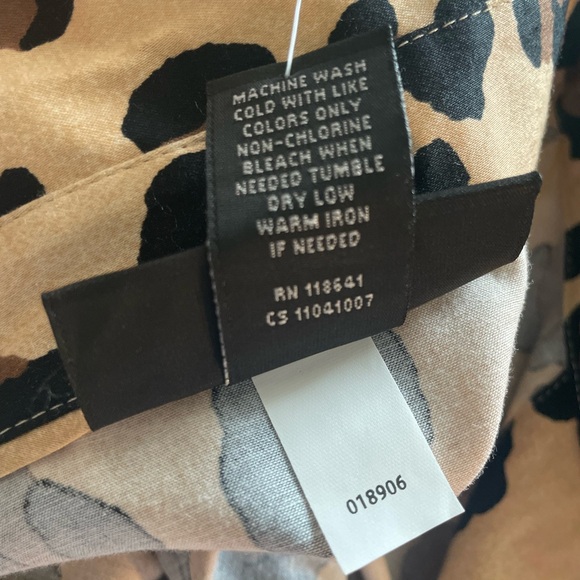 MACHINE WASH
COLD WITH LIKE
COLORS ONLY
NON-CHLORINE
BLEACH WHEN
NEEDED TUMBLE
DRY LOW
WARM IRON
IF NEEDED
RN 118641
CS 11041007
018906